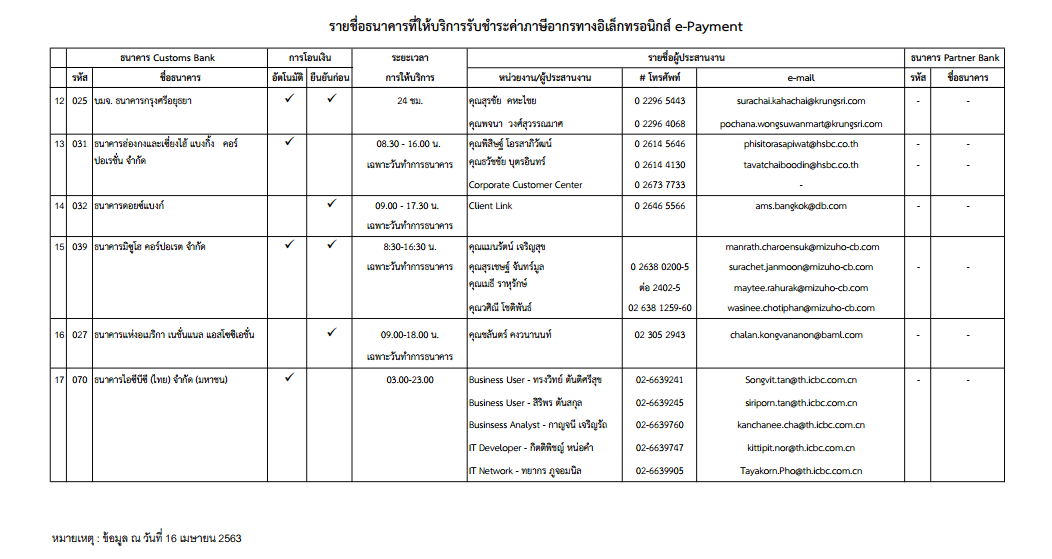 รายชื่อธนาคารที่ให้บริการรับชำระค่าภาษีอากรทางอิเล็กทรอนิกส์ e-Payment
ธนาคาร Customs Bank การโอนเงิน ระยะเวลา รายชื่อผู้ประสานงาน ธนาคาร Partner Bank
รหัส ชื่อธนาคาร อัตโนมัติ ยืนยันก่อน การให้บริการ หน่วยงาน/ผู้ประสานงาน # โทรศัพท์ e-mail รหัส ชื่อธนาคาร
12 025 บมจ. ธนาคารกรุงศรีอยุธยา ✓ ✓ 24 ชม. คุณสุรชัย คหะไชย 0 2296 5443 surachai.kahachai@krungsri.com - -
คุณพจนา วงศ์สุวรรณมาศ 0 2296 4068 pochana.wongsuwanmart@krungsri.com
13 031 ธนาคารฮ่องกงและเซี่ยงไฮ้ แบงกิ้ง คอร์ ✓ 08.30 - 16.00 น. คุณพิสิษฐ์ โอรสาภิวัฒน์ 0 2614 5646 phisitorasapiwat@hsbc.co.th - -
ปอเรชั่น จำกัด เฉพาะวันทำการธนาคาร คุณธวัชชัย บุตรอินทร์ 0 2614 4130 tavatchaiboodin@hsbc.co.th - -
Corporate Customer Center 0 2673 7733 -
14 032 ธนาคารดอยซ์แบงก์ ✓ 09.00 - 17.30 น. Client Link 0 2646 5566 ams.bangkok@db.com - -
เฉพาะวันทำการธนาคาร
15 039 ธนาคารมิซูโฮ คอร์ปอเรต จำกัด ✓ ✓ 8:30-16:30 น. คุณแมนรัตน์ เจริญสุข manrath.charoensuk@mizuho-cb.com
เฉพาะวันทำการธนาคาร คุณสุรเชษฐ์ จันทร์มูล 0 2638 0200-5 surachet.janmoon@mizuho-cb.com - -
คุณเมธี ราหุรักษ์ ต่อ 2402-5 maytee.rahurak@mizuho-cb.com
คุณวศิณี โชติพันธ์ 02 638 1259-60 wasinee.chotiphan@mizuho-cb.com
16 027 ธนาคารแห่งอเมริกา เนชั่นแนล แอสโซซิเอชั่น ✓ 09.00-18.00 น. คุณชลันตร์ คงวนานนท์ 02 305 2943 chalan.kongvananon@baml.com - -
เฉพาะวันทำการธนาคาร
17 070 ธนาคารไอซีบีซี (ไทย) จำกัด (มหาชน) ✓ 03.00-23.00 Business User - ทรงวิทย์ ตันติศรีสุข 02-6639241 Songvit.tan@th.icbc.com.cn - -
Business User - สิริพร ตันสกุล 02-6639245 siriporn.tan@th.icbc.com.cn
Businsess Analyst - กาญจนี เจริญรัถ 02-6639760 kanchanee.cha@th.icbc.com.cn
IT Developer - กิตติพิชญ์ หน่อคำ 02-6639747 kittipit.nor@th.icbc.com.cn
IT Network - ทยากร ภูจอมนิล 02-6639905 Tayakorn.Pho@th.icbc.com.cn
หมายเหตุ : ข้อมูล ณ วันที่ 16 เมษายน 2563